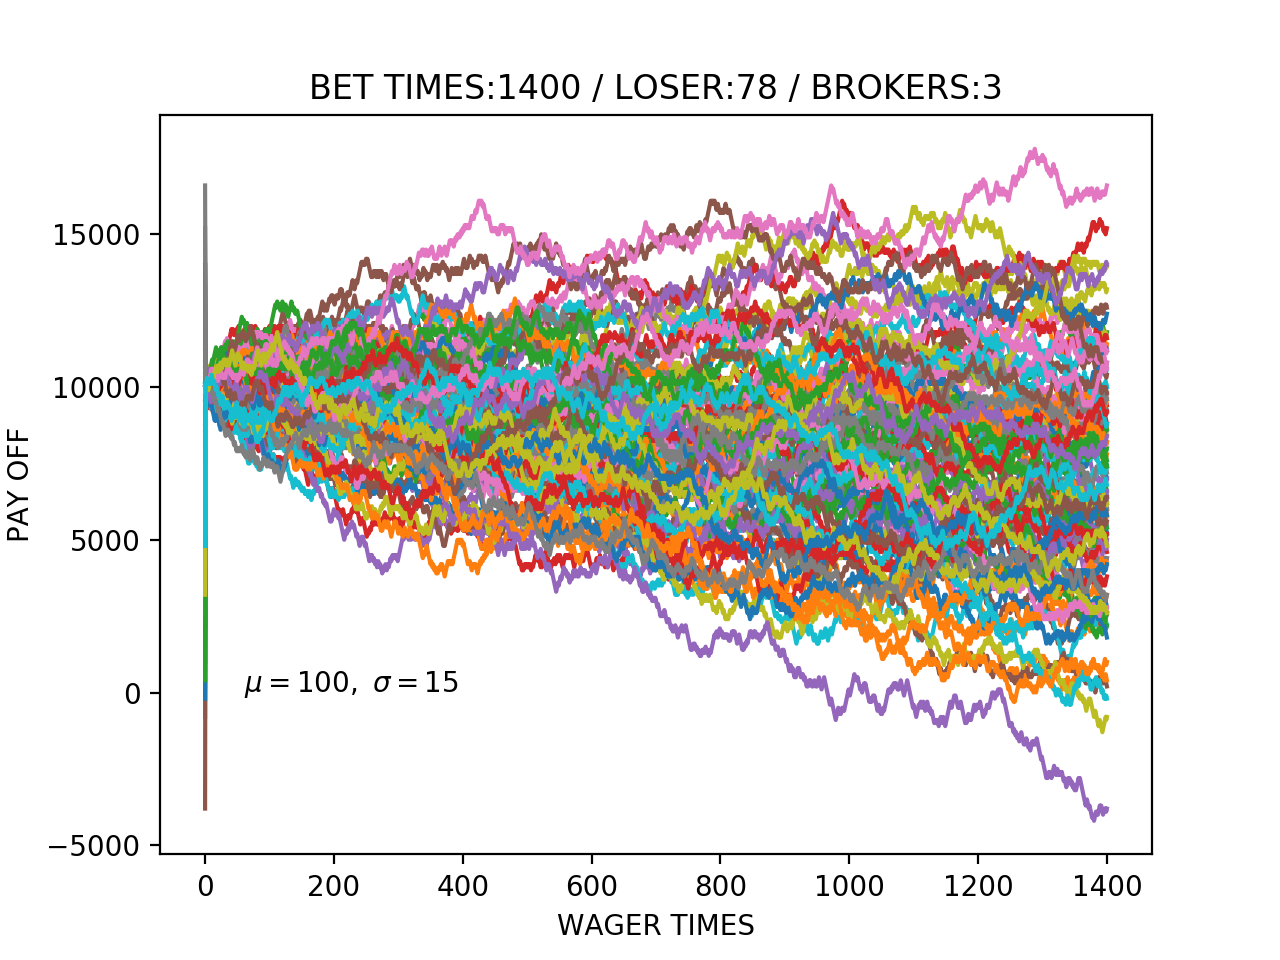 BET TIMES:1400 / LOSER:78 / BROKERS:3
PAY OFF
15000
10000
5000
0
−5000
μ = 100, σ = 15
0 200 400 600 800 1000 1200 1400
WAGER TIMES